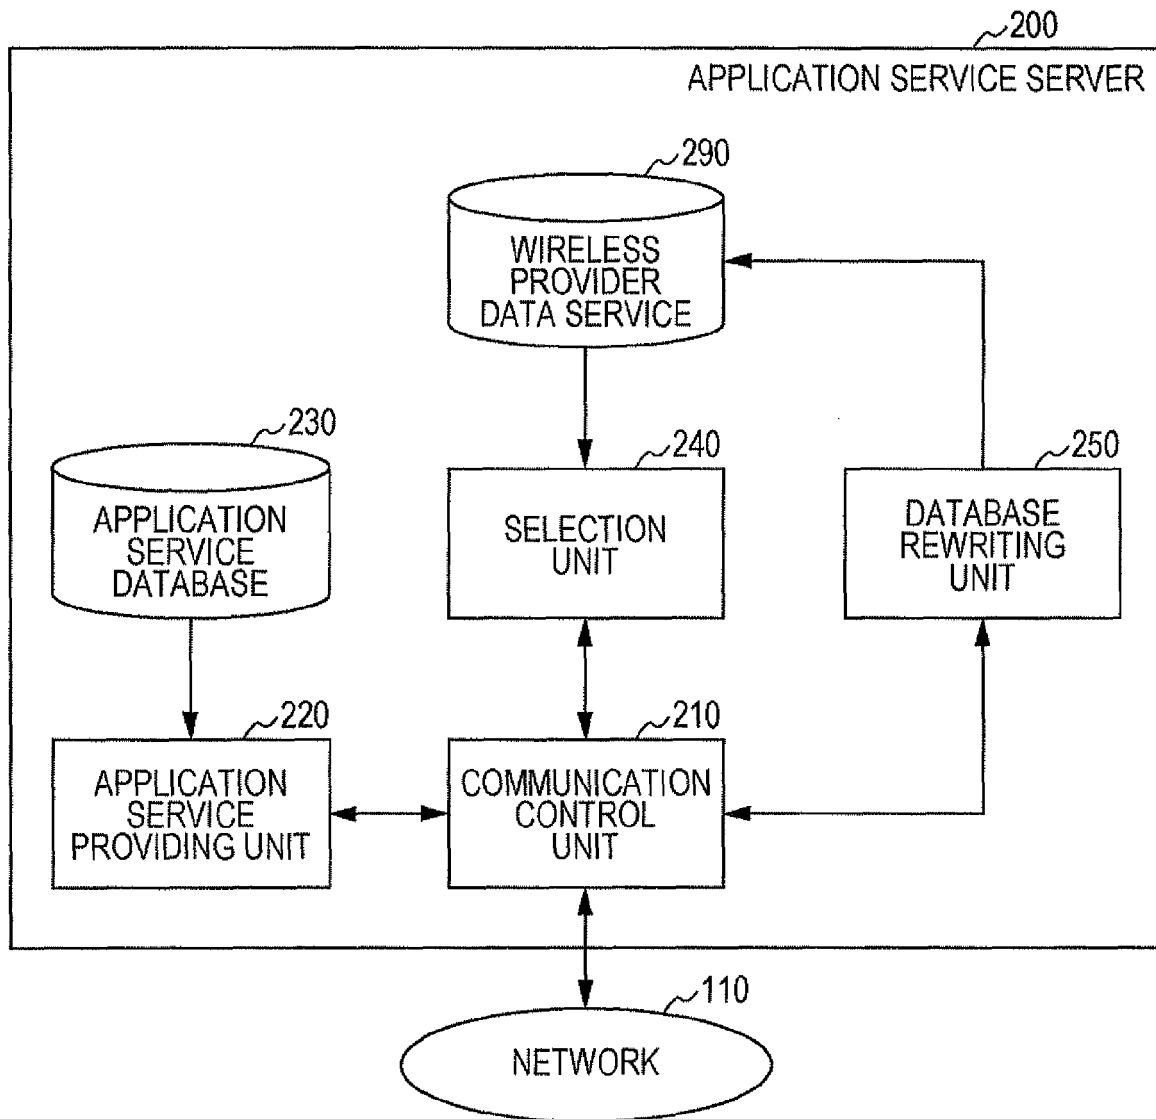 200
APPLICATION SERVICE SERVER
290
WIRELESS
PROVIDER
DATA SERVICE
230
APPLICATION
SERVICE
DATABASE
240
SELECTION
UNIT
250
DATABASE
REWRITING
UNIT
220
APPLICATION
SERVICE
PROVIDING UNIT
210
COMMUNICATION
CONTROL
UNIT
110
NETWORK